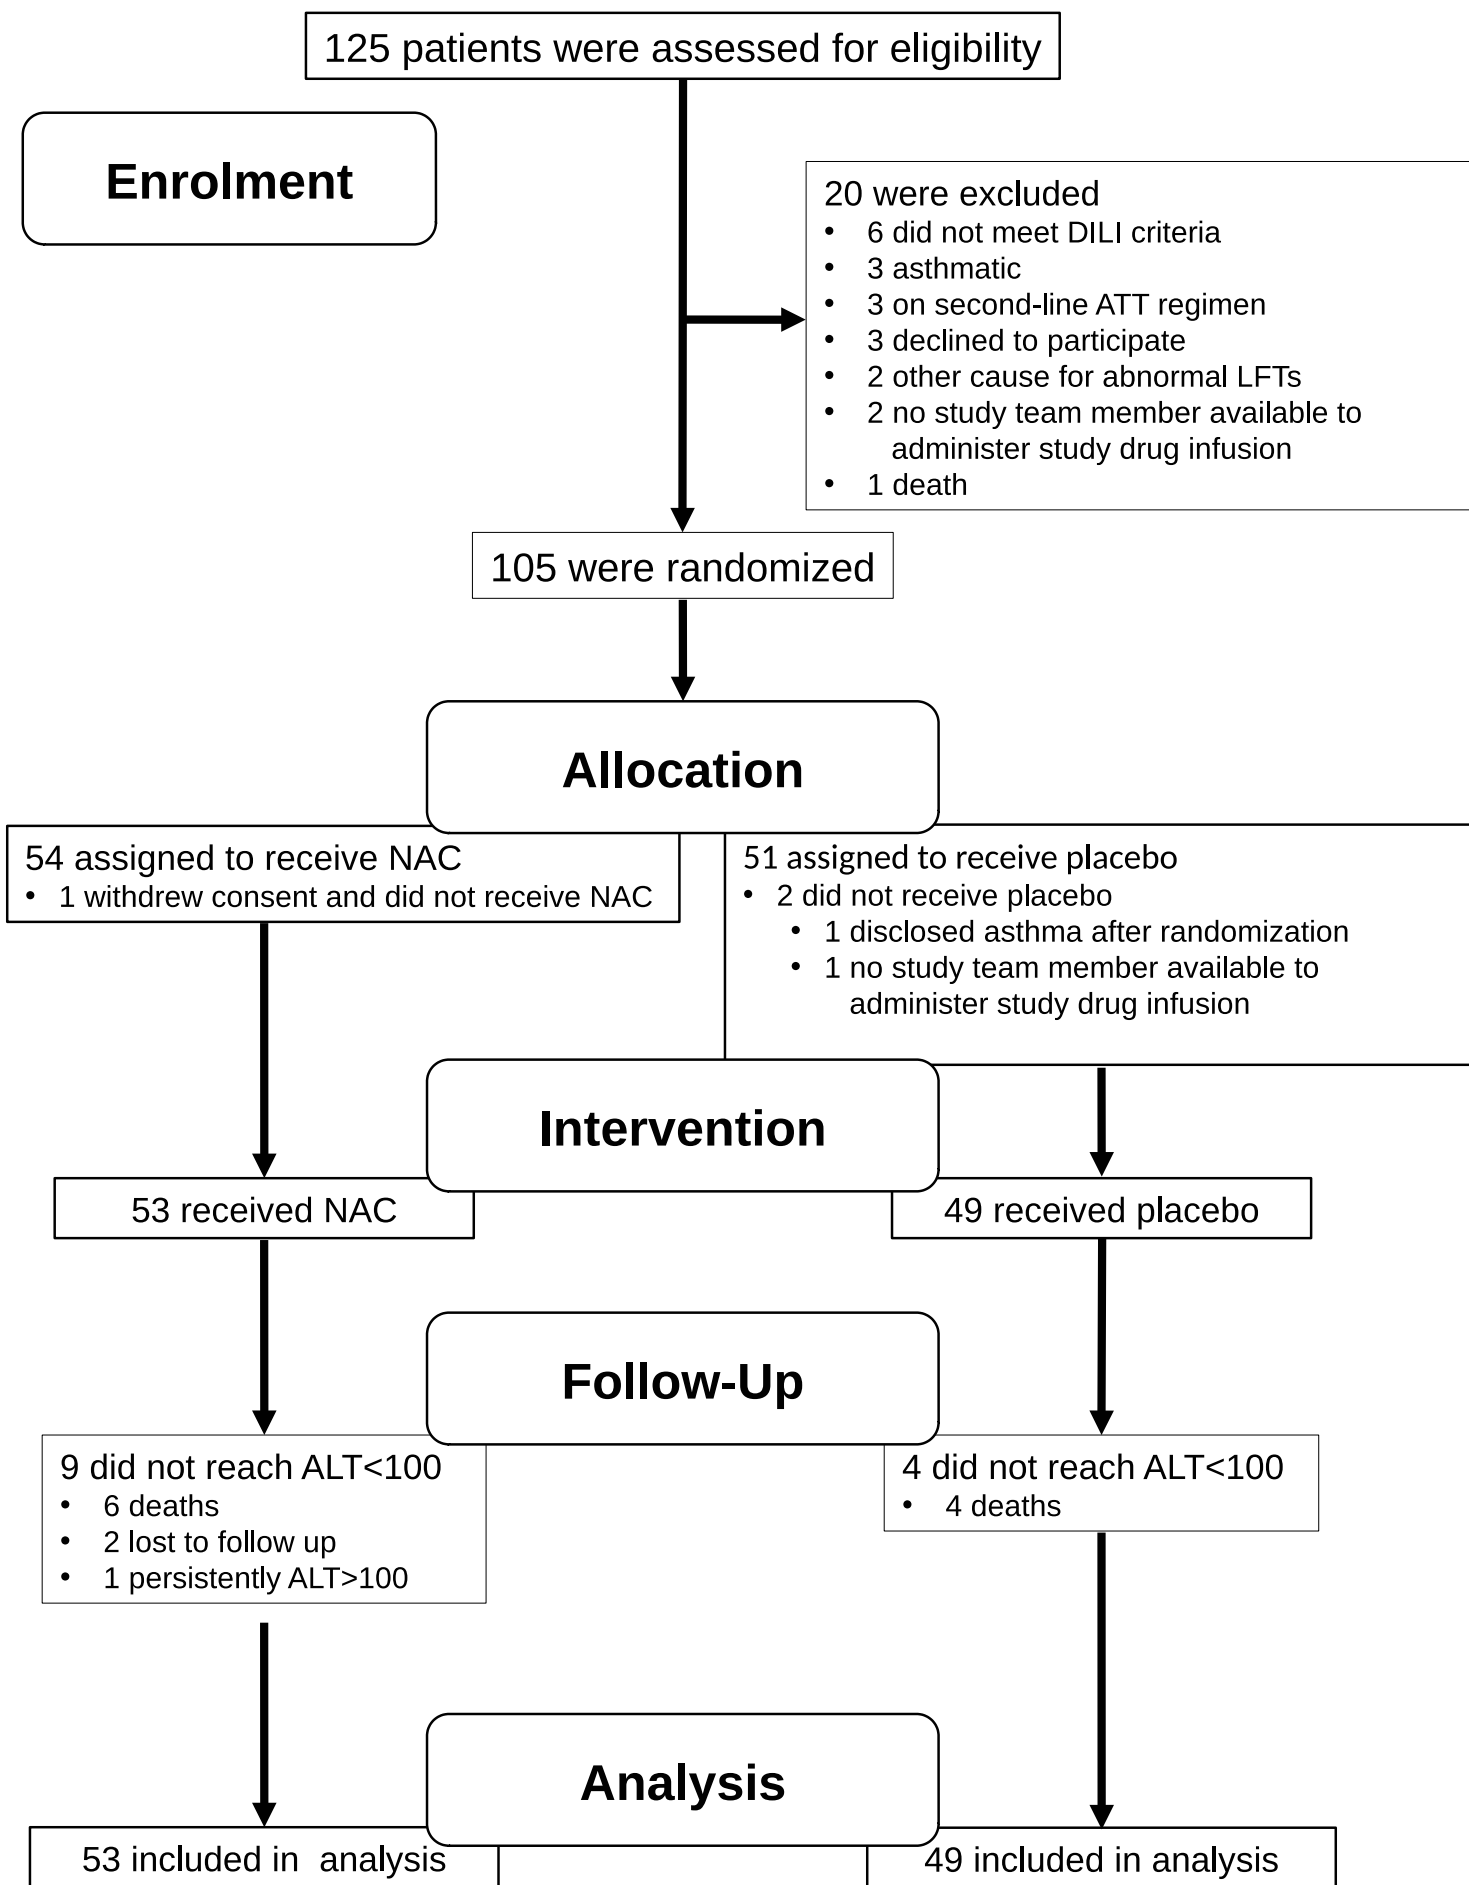 125 patients were assessed for eligibility
Enrolment
20 were excluded
• 6 did not meet DILI criteria
• 3 asthmatic
• 3 on second-line ATT regimen
• 3 declined to participate
• 2 other cause for abnormal LFTs
• 2 no study team member available to
administer study drug infusion
• 1 death
105 were randomized
Allocation
54 assigned to receive NAC
• 1 withdrew consent and did not receive NAC
51 assigned to receive placebo
• 2 did not receive placebo
• 1 disclosed asthma after randomization
• 1 no study team member available to
administer study drug infusion
Intervention
53 received NAC
49 received placebo
Follow-Up
9 did not reach ALT<100
• 6 deaths
• 2 lost to follow up
• 1 persistently ALT>100
4 did not reach ALT<100
• 4 deaths
Analysis
53 included in analysis
49 included in analysis